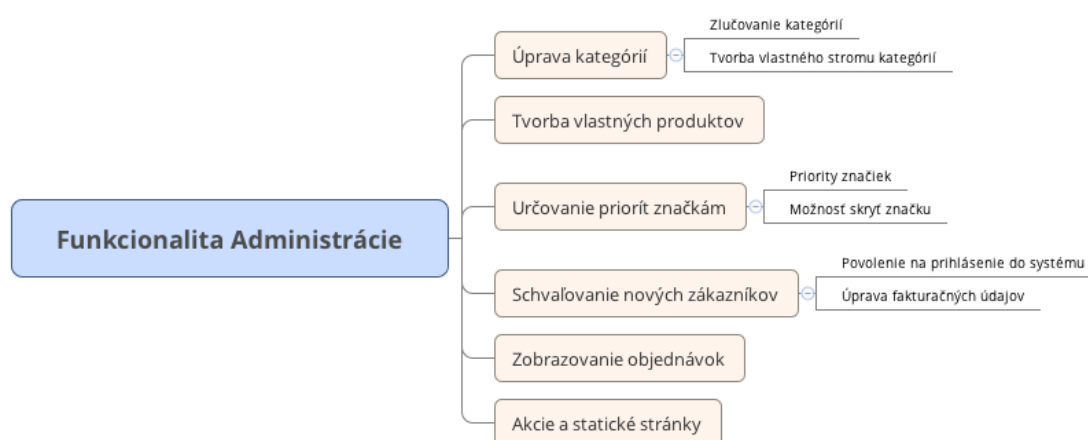 Funkcionalita Administrácie
Úprava kategórií
Zlučovanie kategórií
Tvorba vlastného stromu kategórií
Tvorba vlastných produktov
Určovanie priorít značkám
Priority značiek
Možnosť skryť značku
Schvaľovanie nových zákazníkov
Povolenie na prihlásenie do systému
Úprava fakturačných údajov
Zobrazovanie objednávok
Akcie a statické stránky